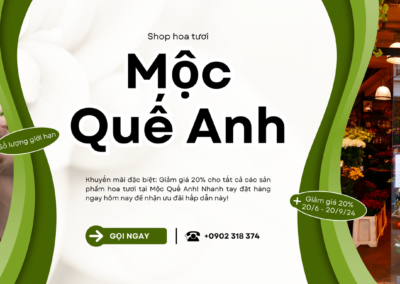 Shop hoa tươi
Mộc
Quế Anh
Số lượng giới hạn
Khuyến mãi đặc biệt: Giảm giá 20% cho tất cả các sản
phẩm hoa tươi tại Mộc Quế Anh! Nhanh tay đặt hàng
ngay hôm nay để nhận ưu đãi hấp dẫn này!
Giảm giá 20%
20/6 - 20/9/24
GỌI NGAY
+0902 318 374